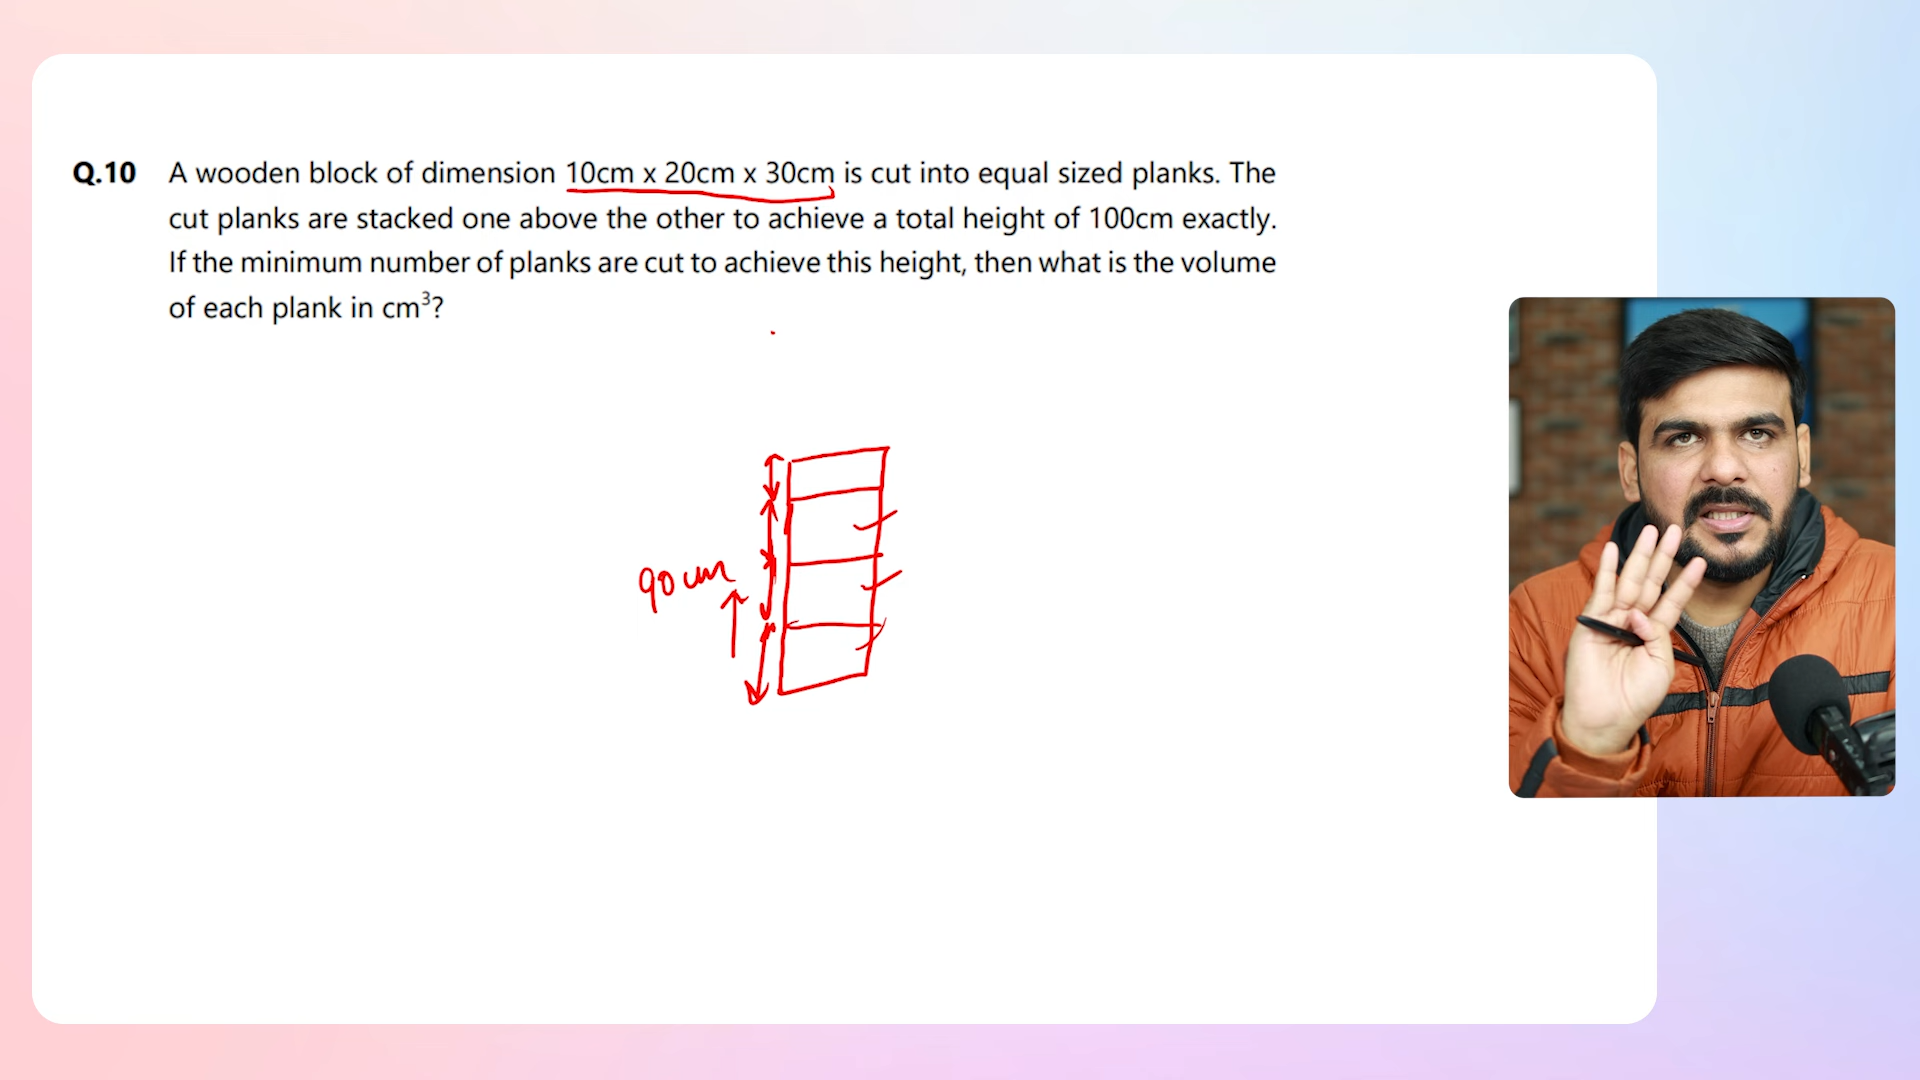 Q.10 A wooden block of dimension 10cm x 20cm x 30cm is cut into equal sized planks. The
cut planks are stacked one above the other to achieve a total height of 100cm exactly.
If the minimum number of planks are cut to achieve this height, then what is the volume
of each plank in cm³?
90 cm